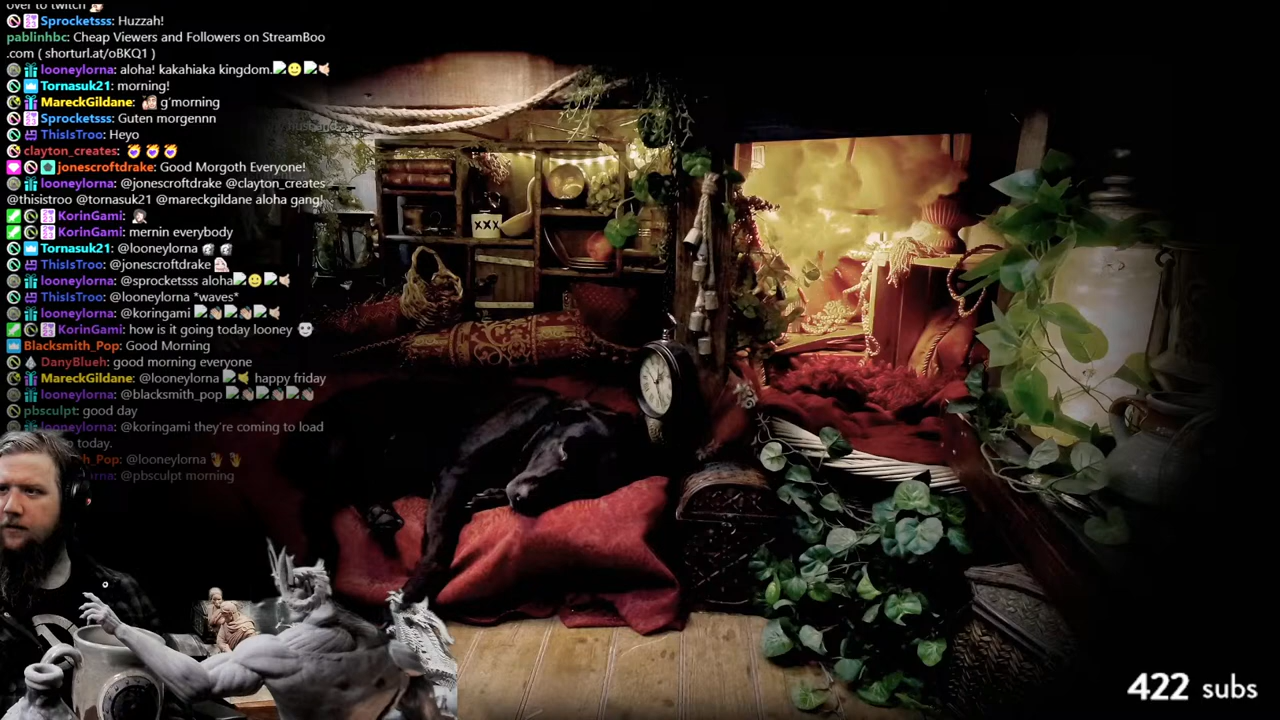 over to twitch
Sprocketsss: Huzzah!
pablinhbc: Cheap Viewers and Followers on StreamBoo
.com ( shorturl.at/oBKQ1 )
looneylorna: aloha! kakahiaka kingdom.
Tornasuk21: morning!
MareckGildane: g'morning
Sprocketsss: Guten morgennn
ThisIsTroo: Heyo
clayton_creates:
jonescroftdrake: Good Morgoth Everyone!
looneylorna: @jonescroftdrake @clayton_creates
@thisistroo @tornasuk21 @mareckgildane aloha gang!
KorinGami:
KorinGami: mernin everybody
Tornasuk21: @looneylorna
ThisIsTroo: @jonescroftdrake
looneylorna: @sprocketsss aloha
ThisIsTroo: @looneylorna *waves*
looneylorna: @koringami
KorinGami: how is it going today looney
Blacksmith_Pop: Good Morning
DanyBlueh: good morning everyone
MareckGildane: @looneylorna happy friday
looneylorna: @blacksmith_pop
pbsculpt: good day
looneylorna: @koringami they're coming to load
today.
h_Pop: @looneylorna
rna: @pbsculpt morning
XXX
422 subs